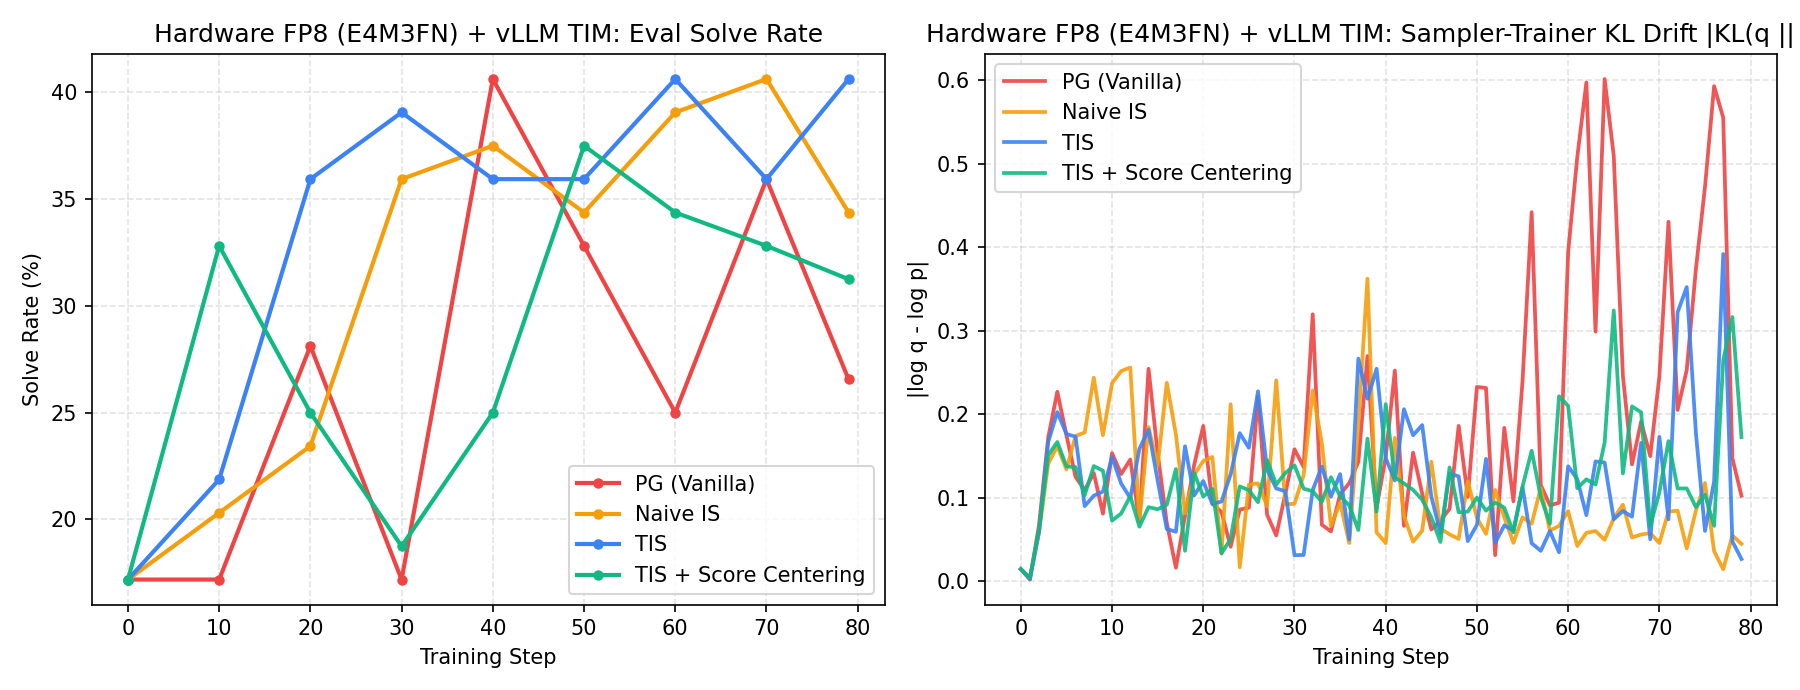 Hardware FP8 (E4M3FN) + vLLM TIM: Eval Solve Rate
Solve Rate (%)
40
35
30
25
20
PG (Vanilla)
Naive IS
TIS
TIS + Score Centering
0 10 20 30 40 50 60 70 80
Training Step
Hardware FP8 (E4M3FN) + vLLM TIM: Sampler-Trainer KL Drift |KL(q ||
|log q - log p|
0.6
0.5
0.4
0.3
0.2
0.1
0.0
PG (Vanilla)
Naive IS
TIS
TIS + Score Centering
0 10 20 30 40 50 60 70 80
Training Step